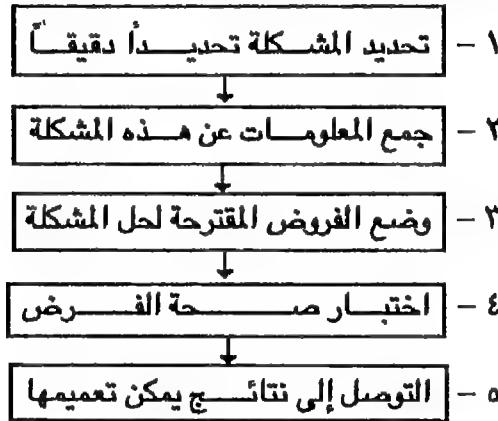 ١ - تحديد المشكلة تحديداً دقيقاً
٢ - جمع المعلومات عن هذه المشكلة
٣ - وضع الفروض المقترحة لحل المشكلة
٤ - اختبار صحة الفرض
٥ - التوصل إلى نتائج يمكن تعميمها